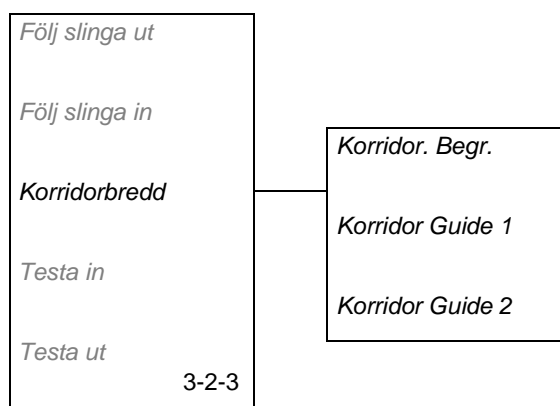 Följ slinga ut
Följ slinga in
Korridorbredd
Testa in
Testa ut
3-2-3
Korridor. Begr.
Korridor Guide 1
Korridor Guide 2